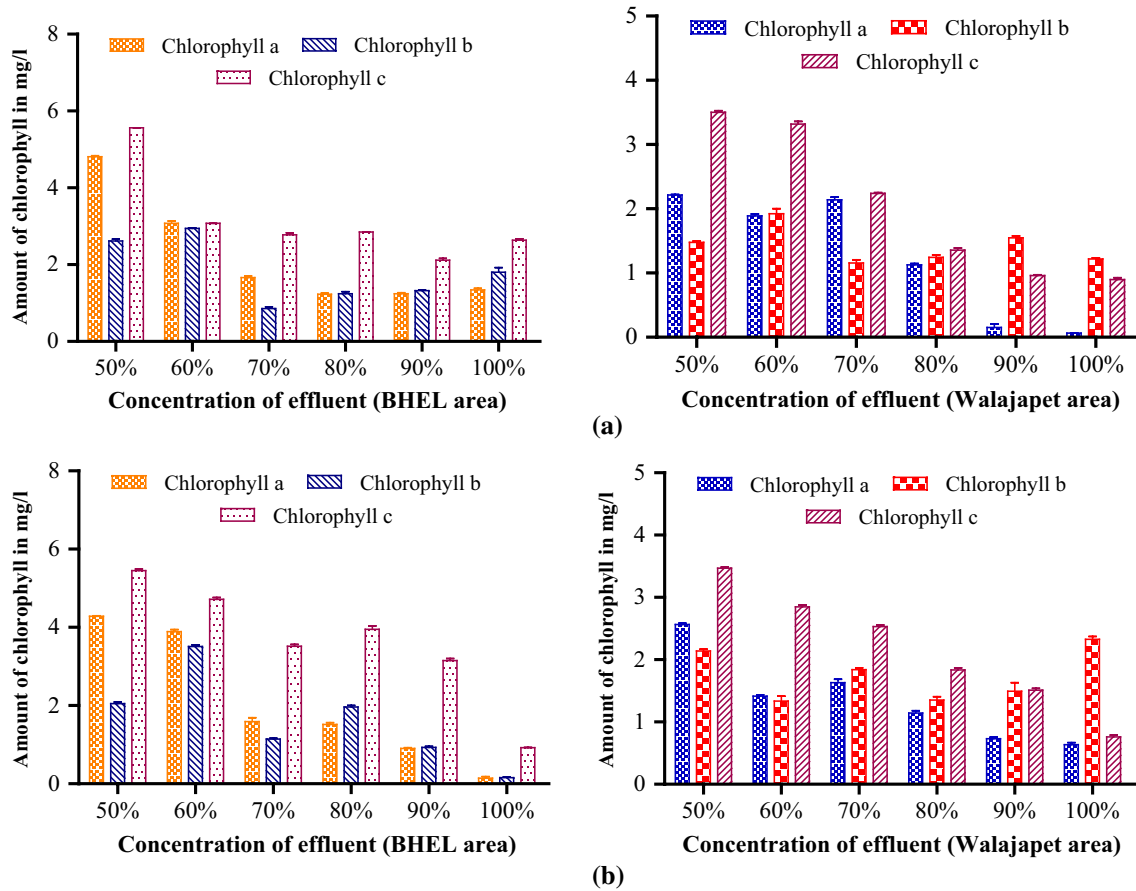 Amount of chlorophyll in mg/l
8
6
4
2
0
Chlorophyll a
Chlorophyll b
Chlorophyll c
50% 60% 70% 80% 90% 100%
Concentration of effluent (BHEL area)
5
4
3
2
1
0
Chlorophyll a
Chlorophyll b
Chlorophyll c
50% 60% 70% 80% 90% 100%
Concentration of effluent (Walajapet area)
(a)
Amount of chlorophyll in mg/l
8
6
4
2
0
Chlorophyll a
Chlorophyll b
Chlorophyll c
50% 60% 70% 80% 90% 100%
Concentration of effluent (BHEL area)
Amount of chlorophyll in mg/l
5
4
3
2
1
0
Chlorophyll a
Chlorophyll b
Chlorophyll c
50% 60% 70% 80% 90% 100%
Concentration of effluent (Walajapet area)
(b)